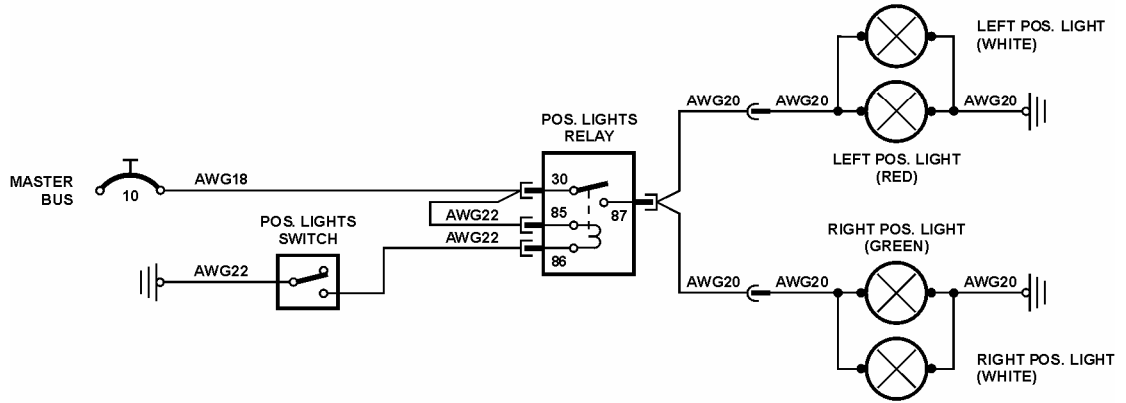 LEFT POS. LIGHT
(WHITE)
AWG20
AWG20
AWG20
LEFT POS. LIGHT
(RED)
POS. LIGHTS
RELAY
MASTER
BUS
10
AWG18
30
85
87
86
AWG22
AWG22
POS. LIGHTS
SWITCH
AWG22
RIGHT POS. LIGHT
(GREEN)
AWG20
AWG20
AWG20
RIGHT POS. LIGHT
(WHITE)